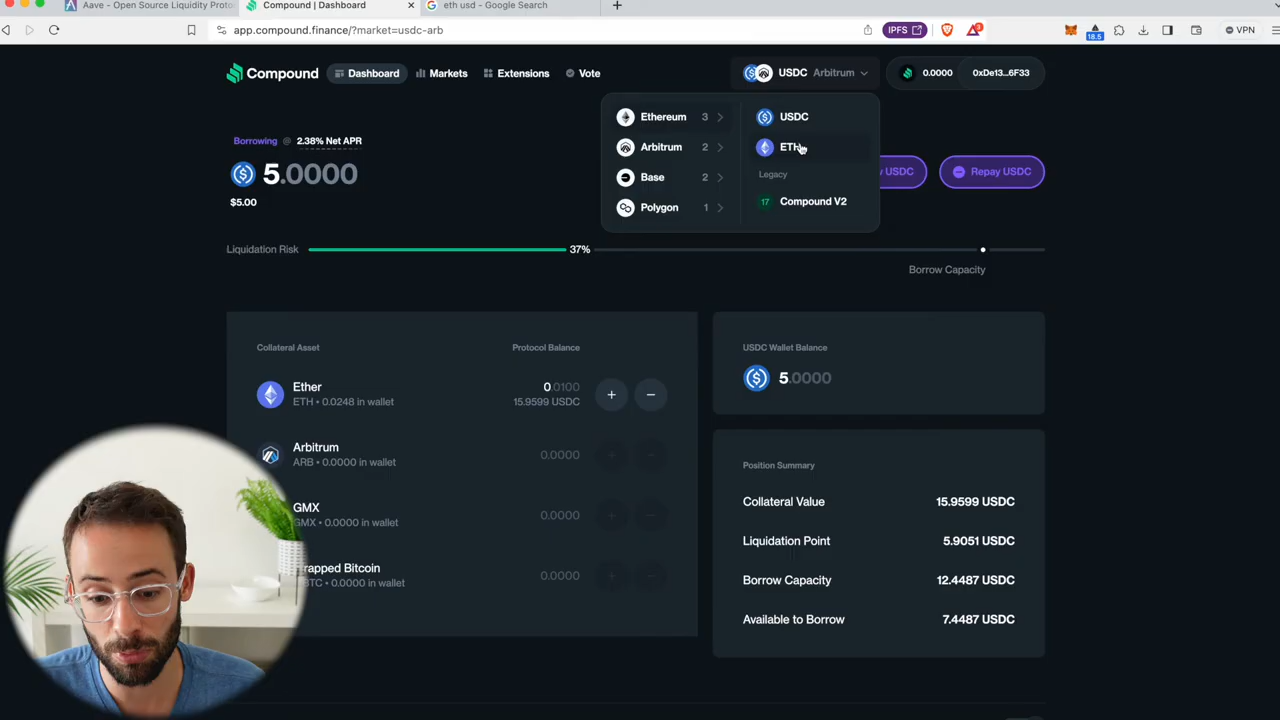 Aave - Open Source Liquidity Proto
Compound | Dashboard
eth usd - Google Search
app.compound.finance/?market=usdc-arb
IPFS
18.5
VPN
Compound
Dashboard
Markets
Extensions
Vote
USDC Arbitrum
0.0000
0xDe13...6F33
Ethereum 3
USDC
Arbitrum 2
ETH
Base 2
Legacy
Polygon 1
17 Compound V2
Borrowing @ 2.38% Net APR
5.0000
$5.00
USDC
Repay USDC
Liquidation Risk
37%
Borrow Capacity
Collateral Asset
Protocol Balance
Ether
ETH • 0.0248 in wallet
0.0100
15.9599 USDC
Arbitrum
ARB • 0.0000 in wallet
0.0000
GMX
GMX • 0.0000 in wallet
0.0000
rapped Bitcoin
BTC • 0.0000 in wallet
0.0000
USDC Wallet Balance
5.0000
Position Summary
Collateral Value 15.9599 USDC
Liquidation Point 5.9051 USDC
Borrow Capacity 12.4487 USDC
Available to Borrow 7.4487 USDC